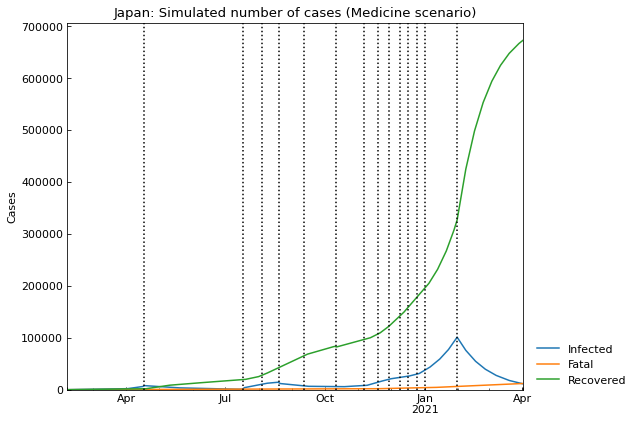 Japan: Simulated number of cases (Medicine scenario)
700000
600000
500000
400000
300000
200000
100000
0
Cases
Apr
Jul
Oct
Jan
2021
Apr
Infected
Fatal
Recovered